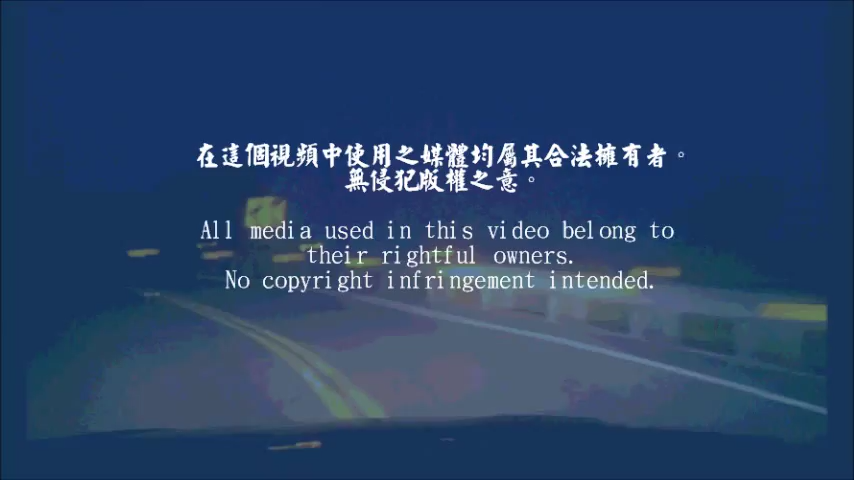 在這個視頻中使用之媒體均屬其合法擁有者。
無侵犯版權之意。
All media used in this video belong to
their rightful owners.
No copyright infringement intended.